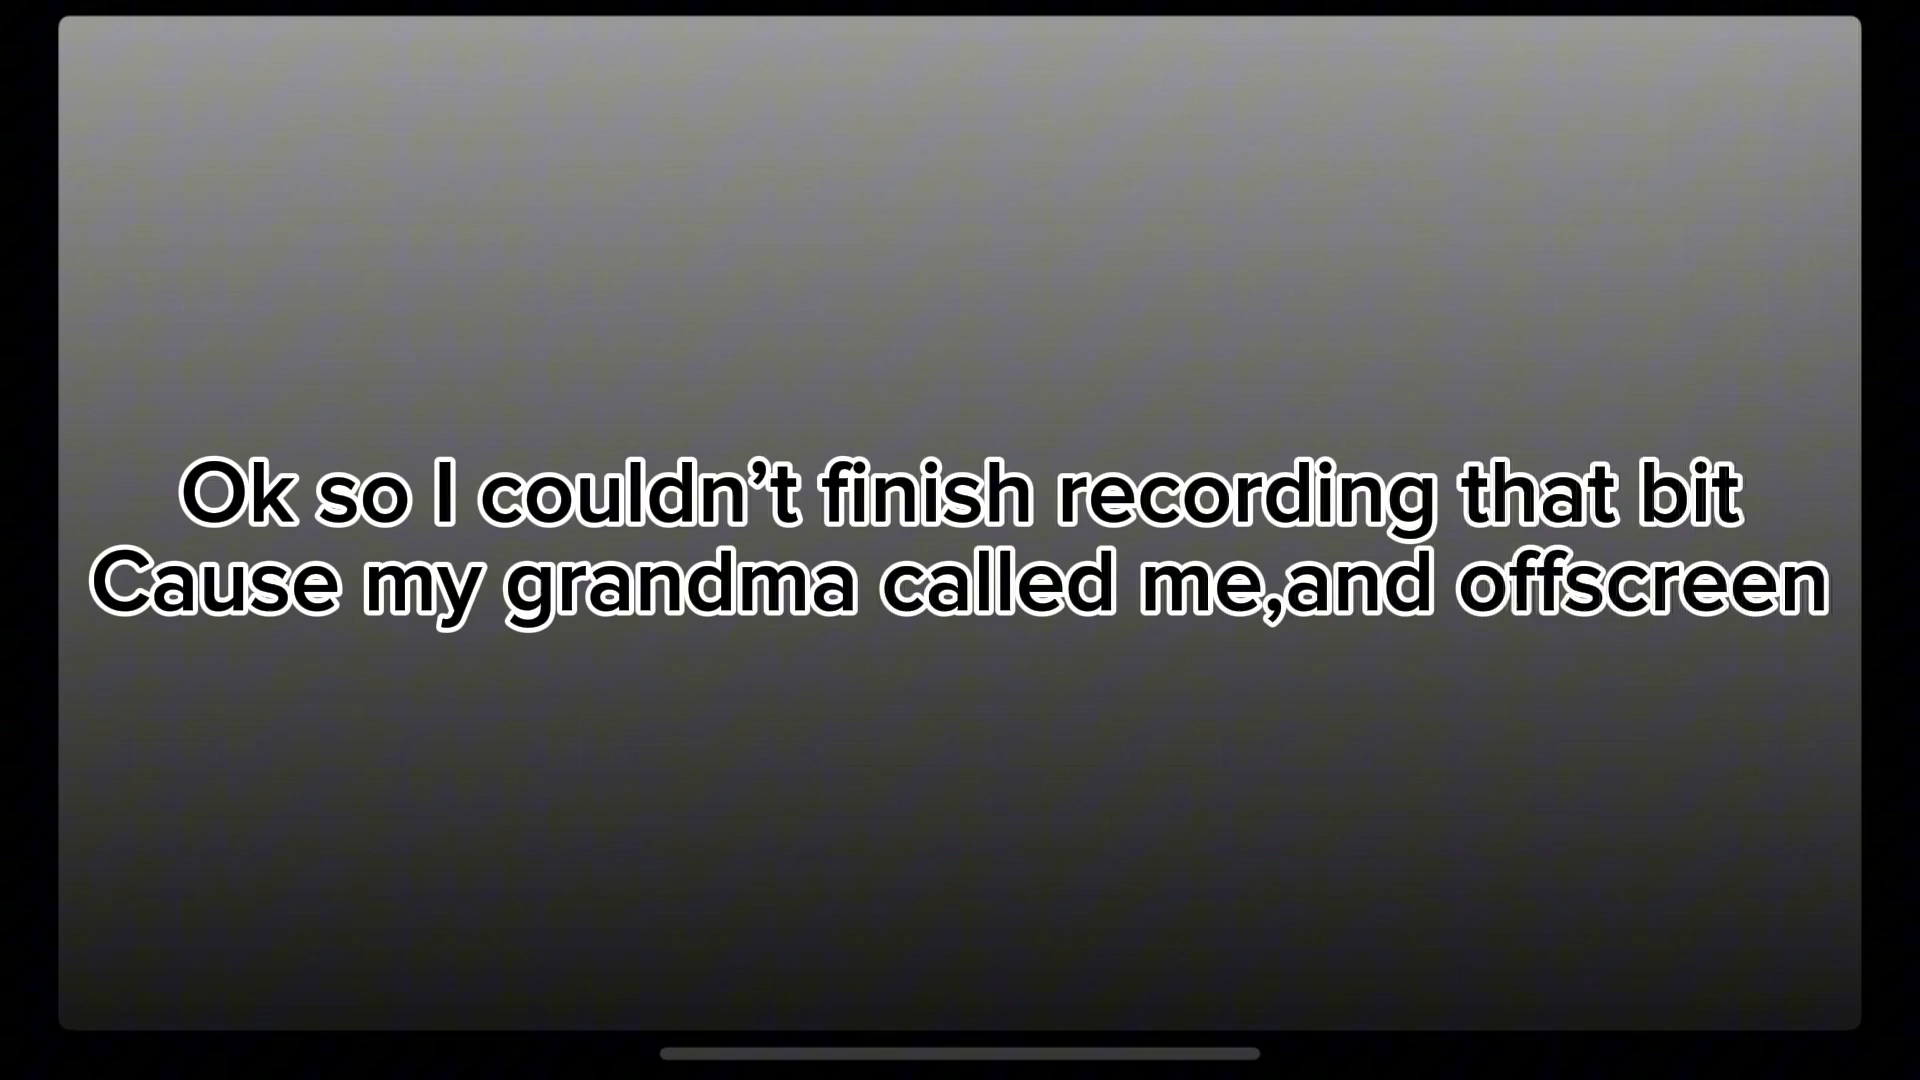 Ok so I couldn’t finish recording that bit
Cause my grandma called me,and offscreen